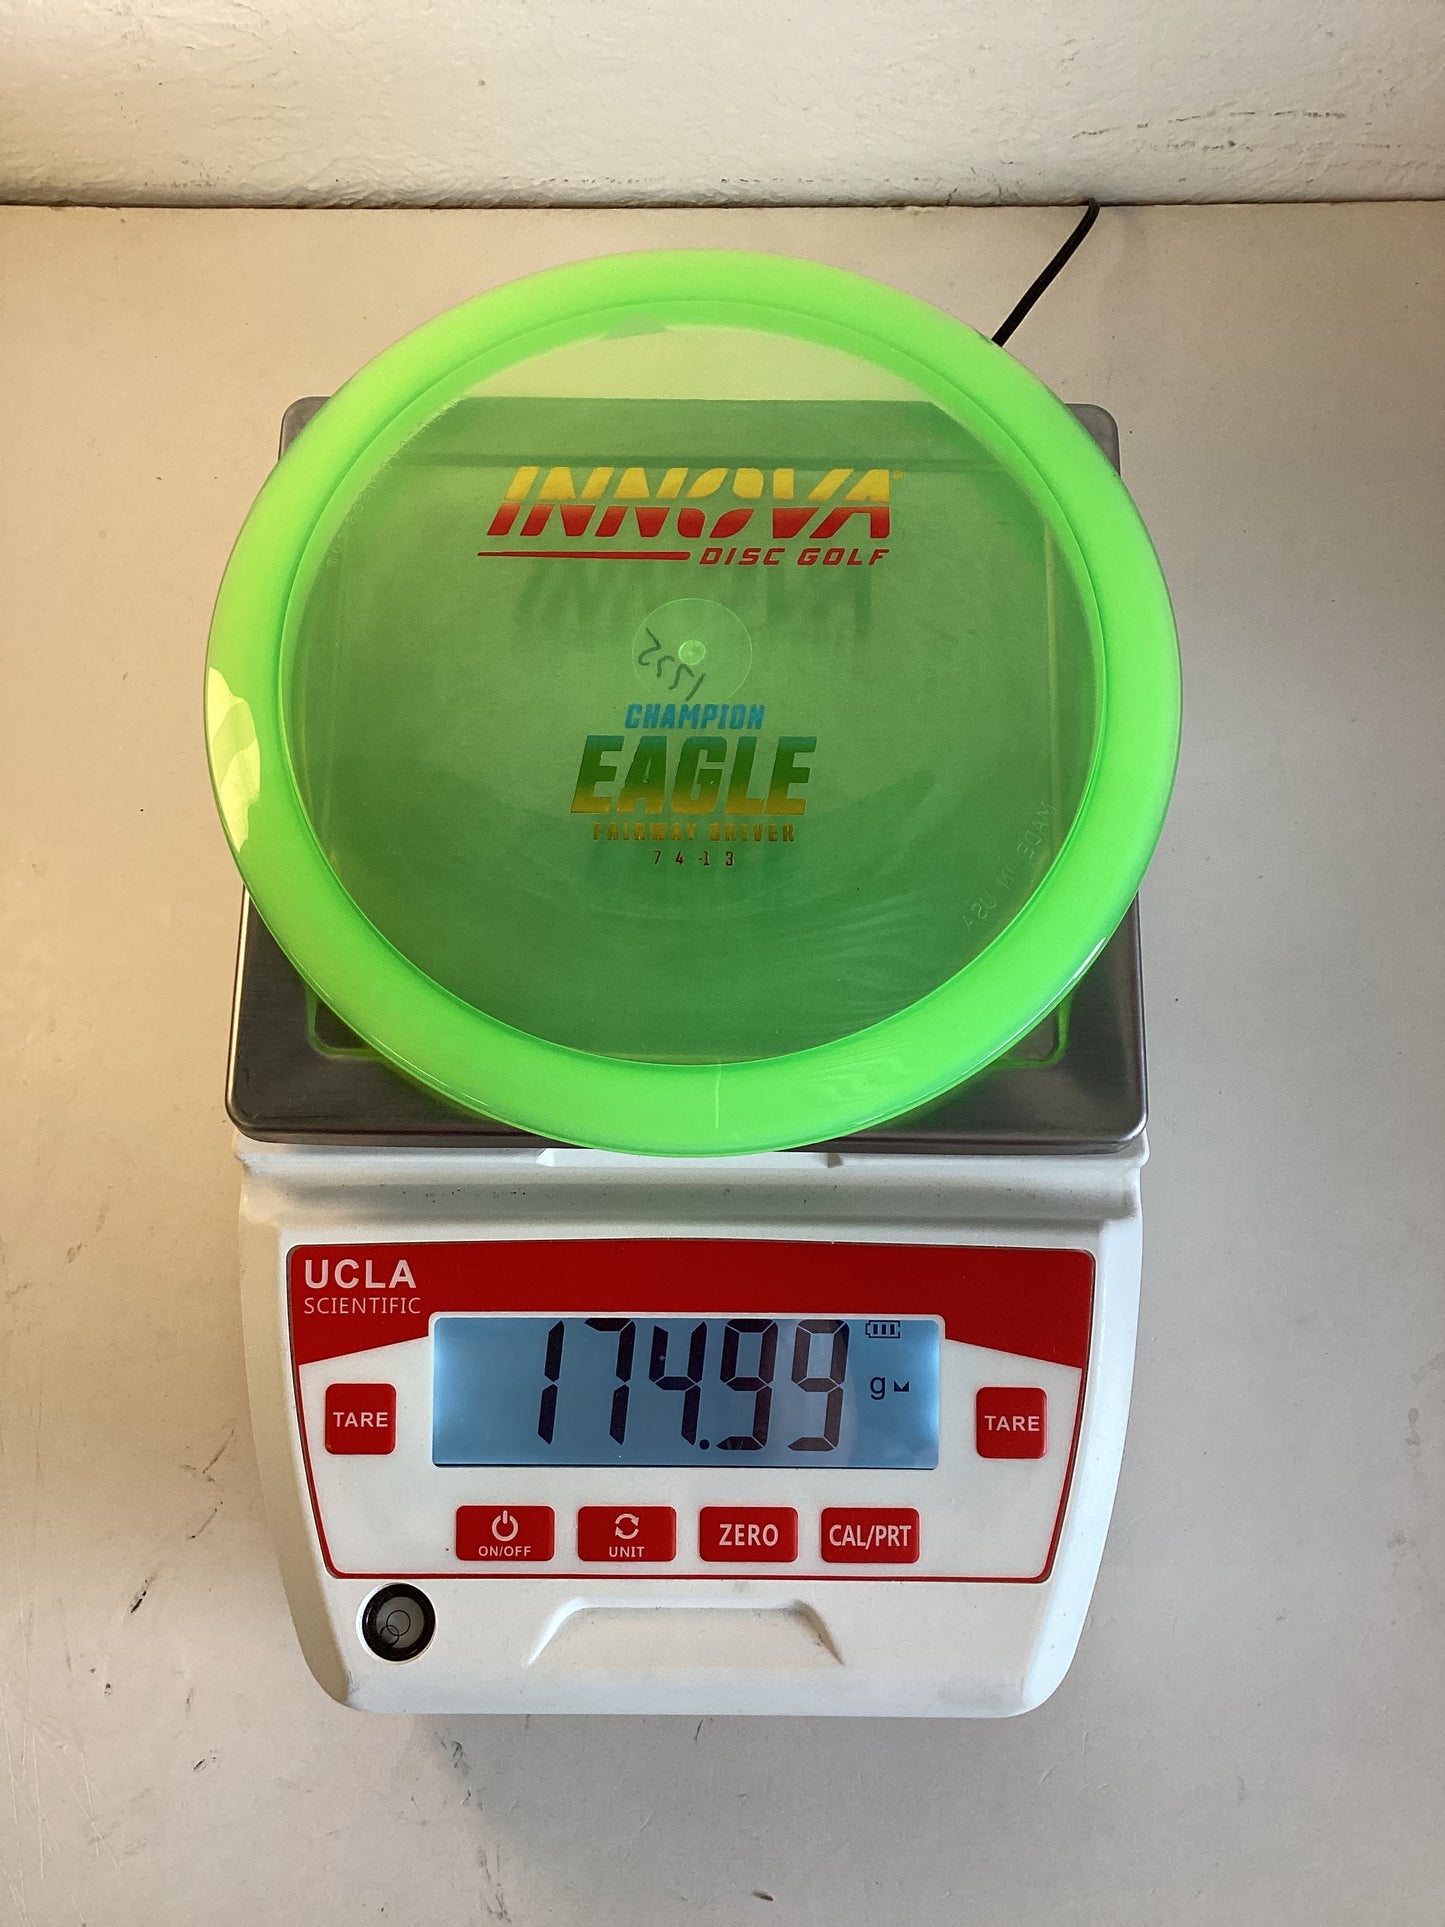 INNOVA®
DISC GOLF
CHAMPION
EAGLE
FAIRWAY DRIVER
7 4 -1 3
MADE IN USA
UCLA
SCIENTIFIC
174.99 g
TARE
TARE
ON/OFF
UNIT
ZERO
CAL/PRT